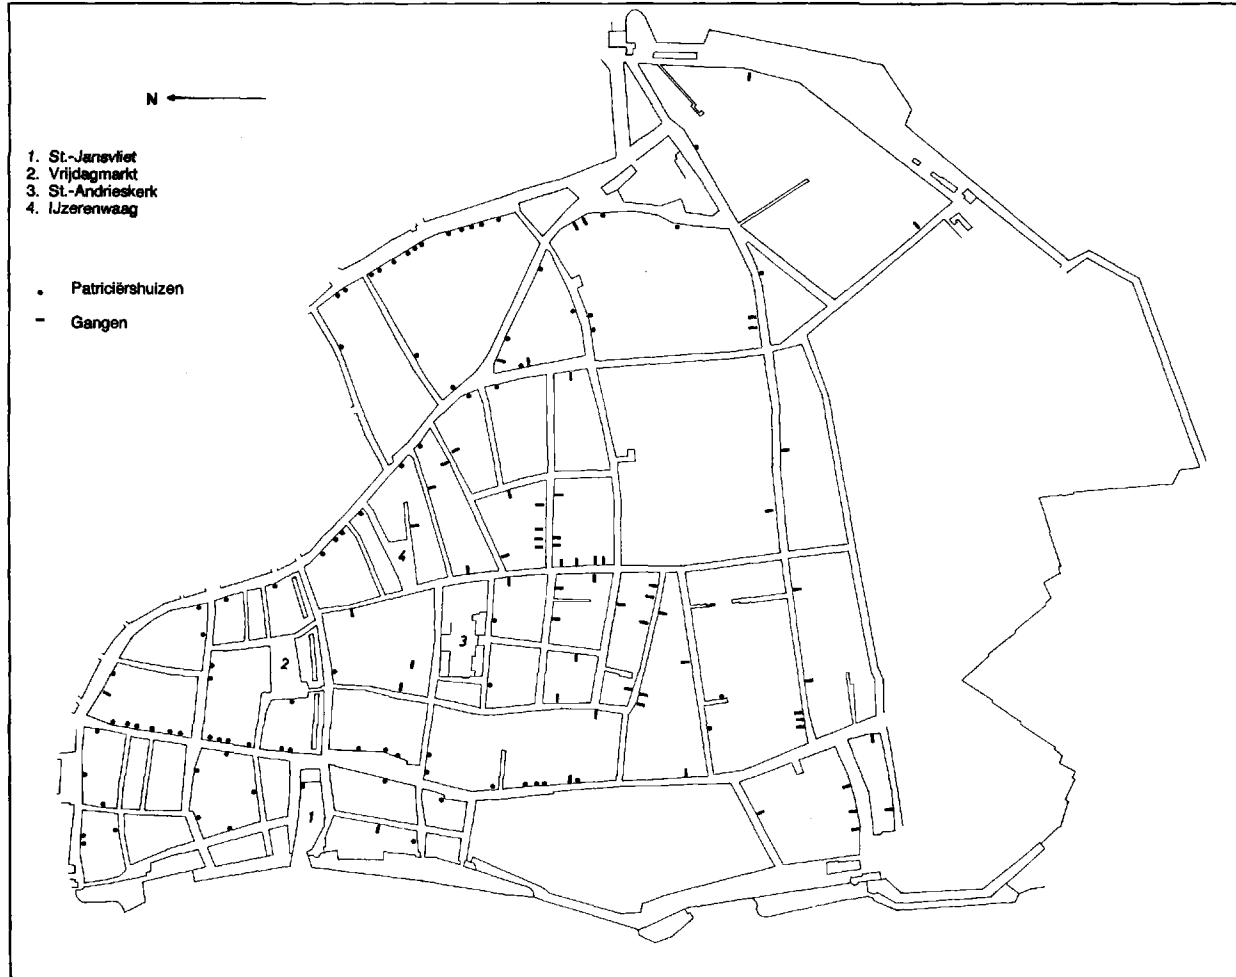 N
1. St.-Jansvliet
2. Vrijdagmarkt
3. St.-Andrieskerk
4. IJzerenwaag
Patriciërshuizen
Gangen
4
3
2
1